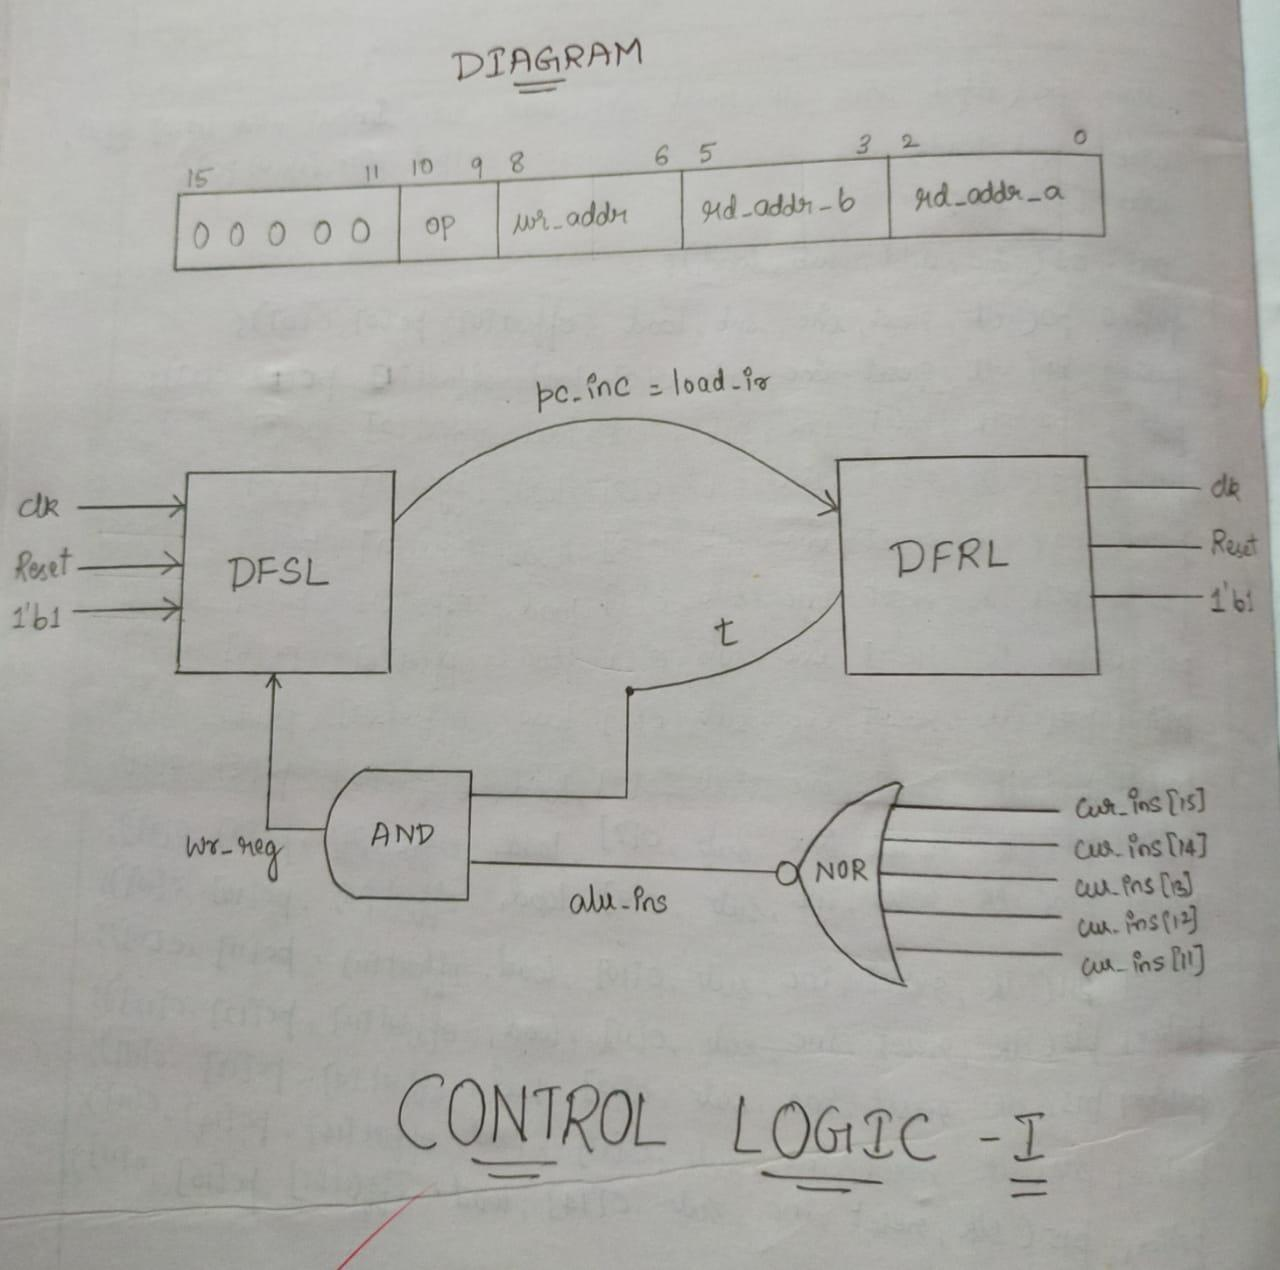 DIAGRAM
15 11 10 9 8 6 5 3 2 0
0 0 0 0 0 op wr_addr rd_addr_b rd_addr_a
pc_inc = load_ir
clk
Reset
1'b1
DFSL
DFRL
clk
Reset
1'b1
t
wr_reg
AND
alu_ins
NOR
cur_ins[15]
cur_ins[14]
cur_ins[13]
cur_ins[12]
cur_ins[11]
CONTROL LOGIC - I